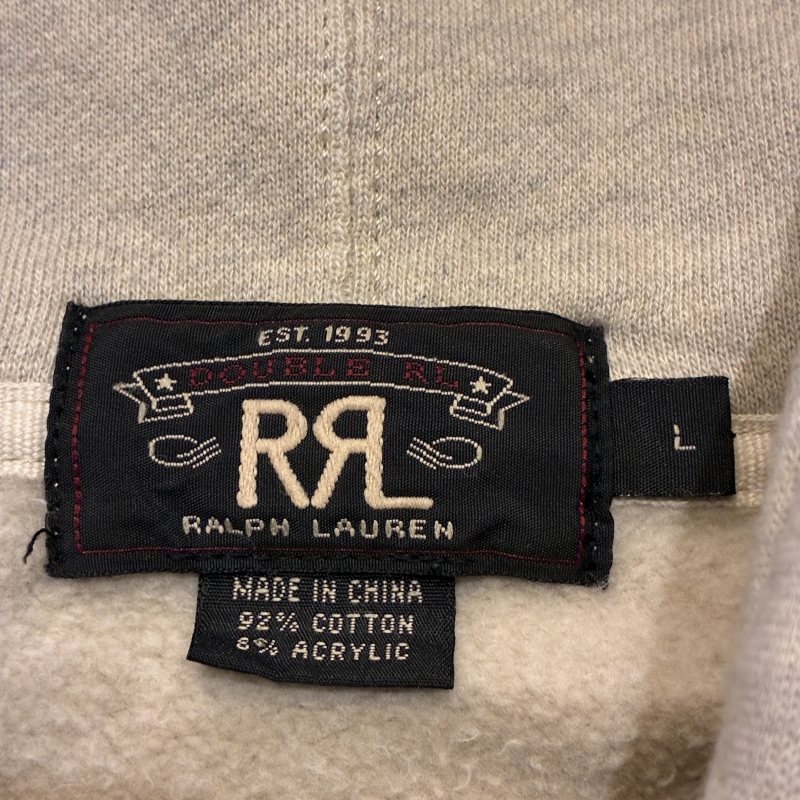 EST. 1993
DOUBLE RL
RRL
RALPH LAUREN
L
MADE IN CHINA
92% COTTON
8% ACRYLIC